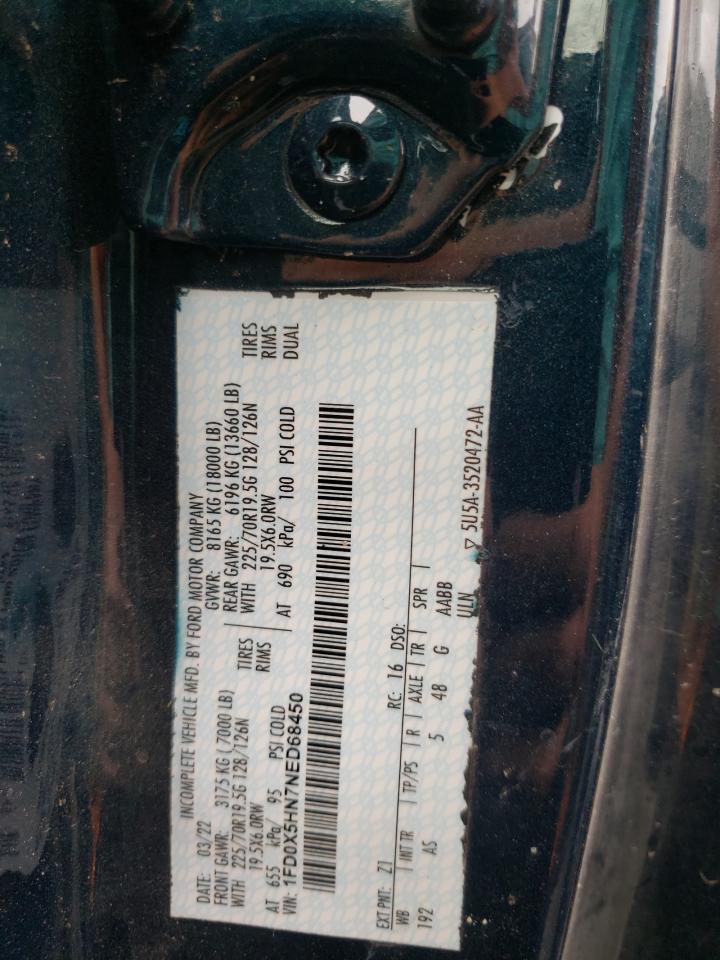 INCOMPLETE VEHICLE MFD. BY FORD MOTOR COMPANY
DATE: 03/22 GVWR: 8165 KG (18000 LB)
FRONT GAWR: 3175 KG ( 7000 LB) REAR GAWR: 6196 KG (13660 LB)
WITH 225/70R19.5G 128/126N TIRES WITH 225/70R19.5G 128/126N TIRES
19.5X6.0RW RIMS 19.5X6.0RW RIMS
AT 655 kPa/ 95 PSI COLD AT 690 kPa/ 100 PSI COLD DUAL
VIN: 1FD0X5HN7NED68450
EXT PNT: Z1 RC: 16 DSO:
WB INT TR TP/PS R AXLE TR SPR
192 AS 5 48 G AABB
ULN
5U5A-3520472-AA